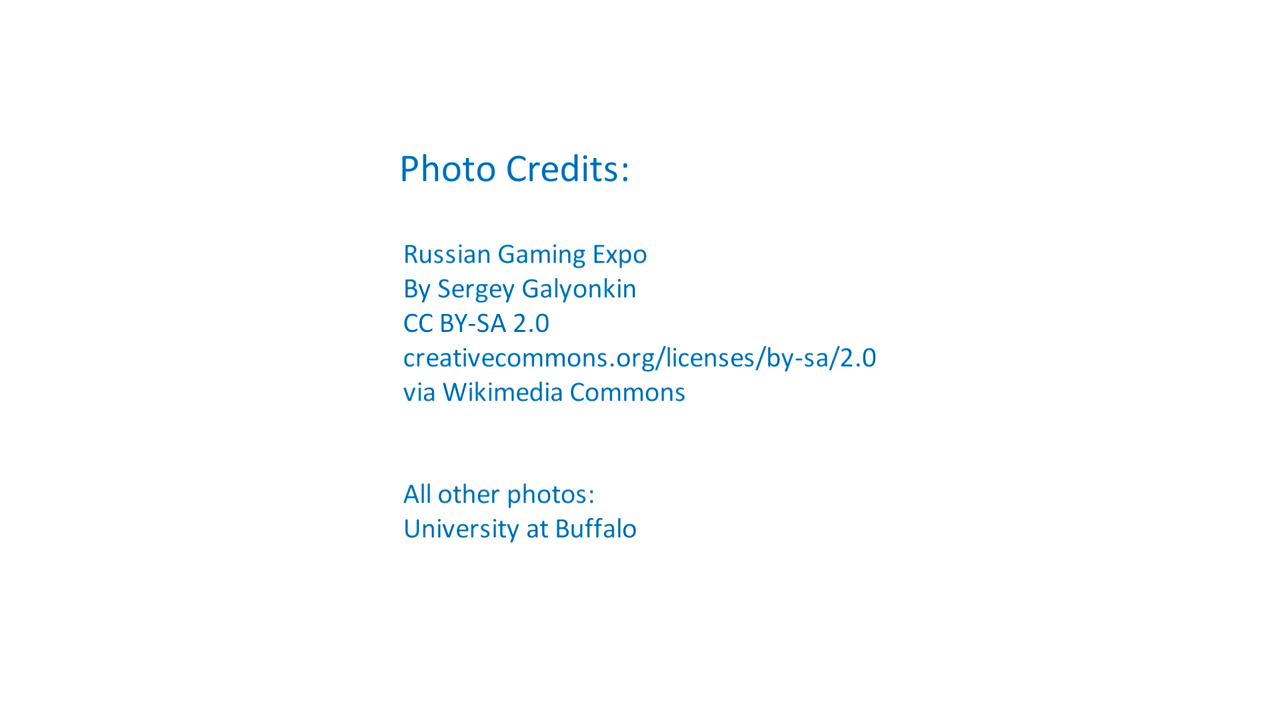 Photo Credits:
Russian Gaming Expo
By Sergey Galyonkin
CC BY-SA 2.0
creativecommons.org/licenses/by-sa/2.0
via Wikimedia Commons
All other photos:
University at Buffalo